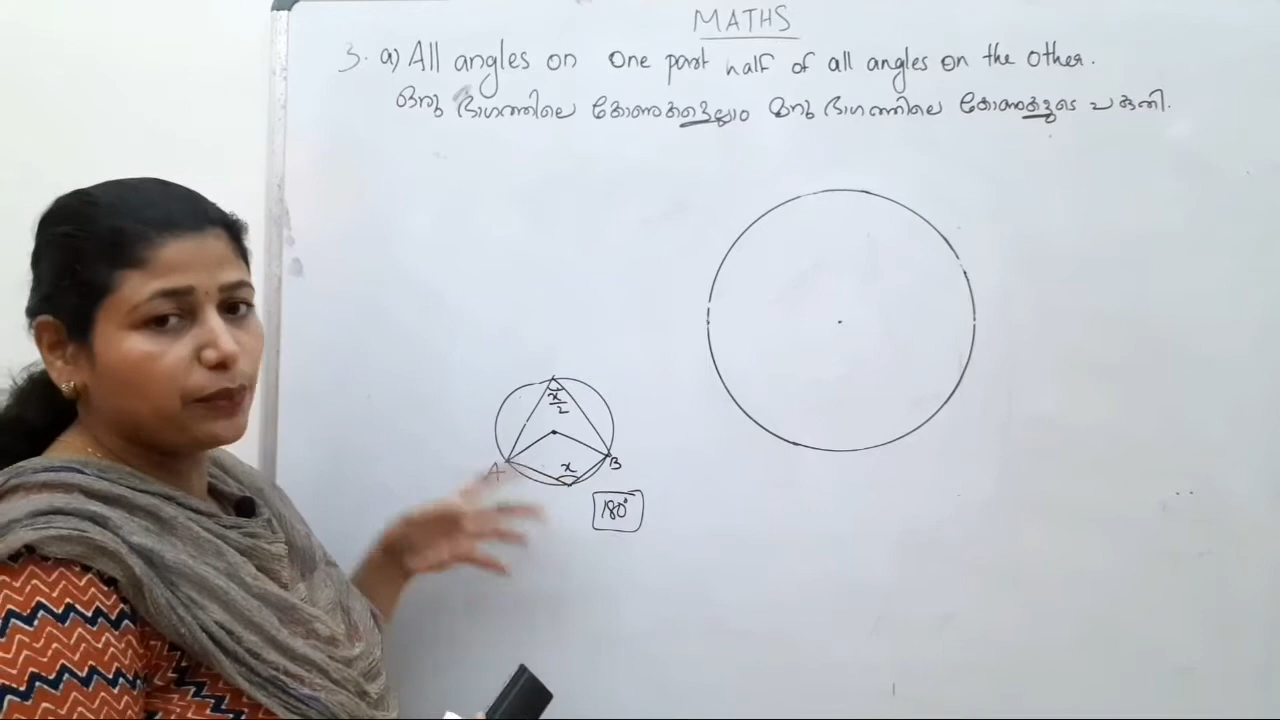 MATHS
3. a) All angles on one part half of all angles on the other.
ഒരു ഭാഗത്തിലെ കോണുകളെല്ലാം മറു ഭാഗത്തിലെ കോണുകളുടെ പകുതി.
x/2
x
A
B
180°